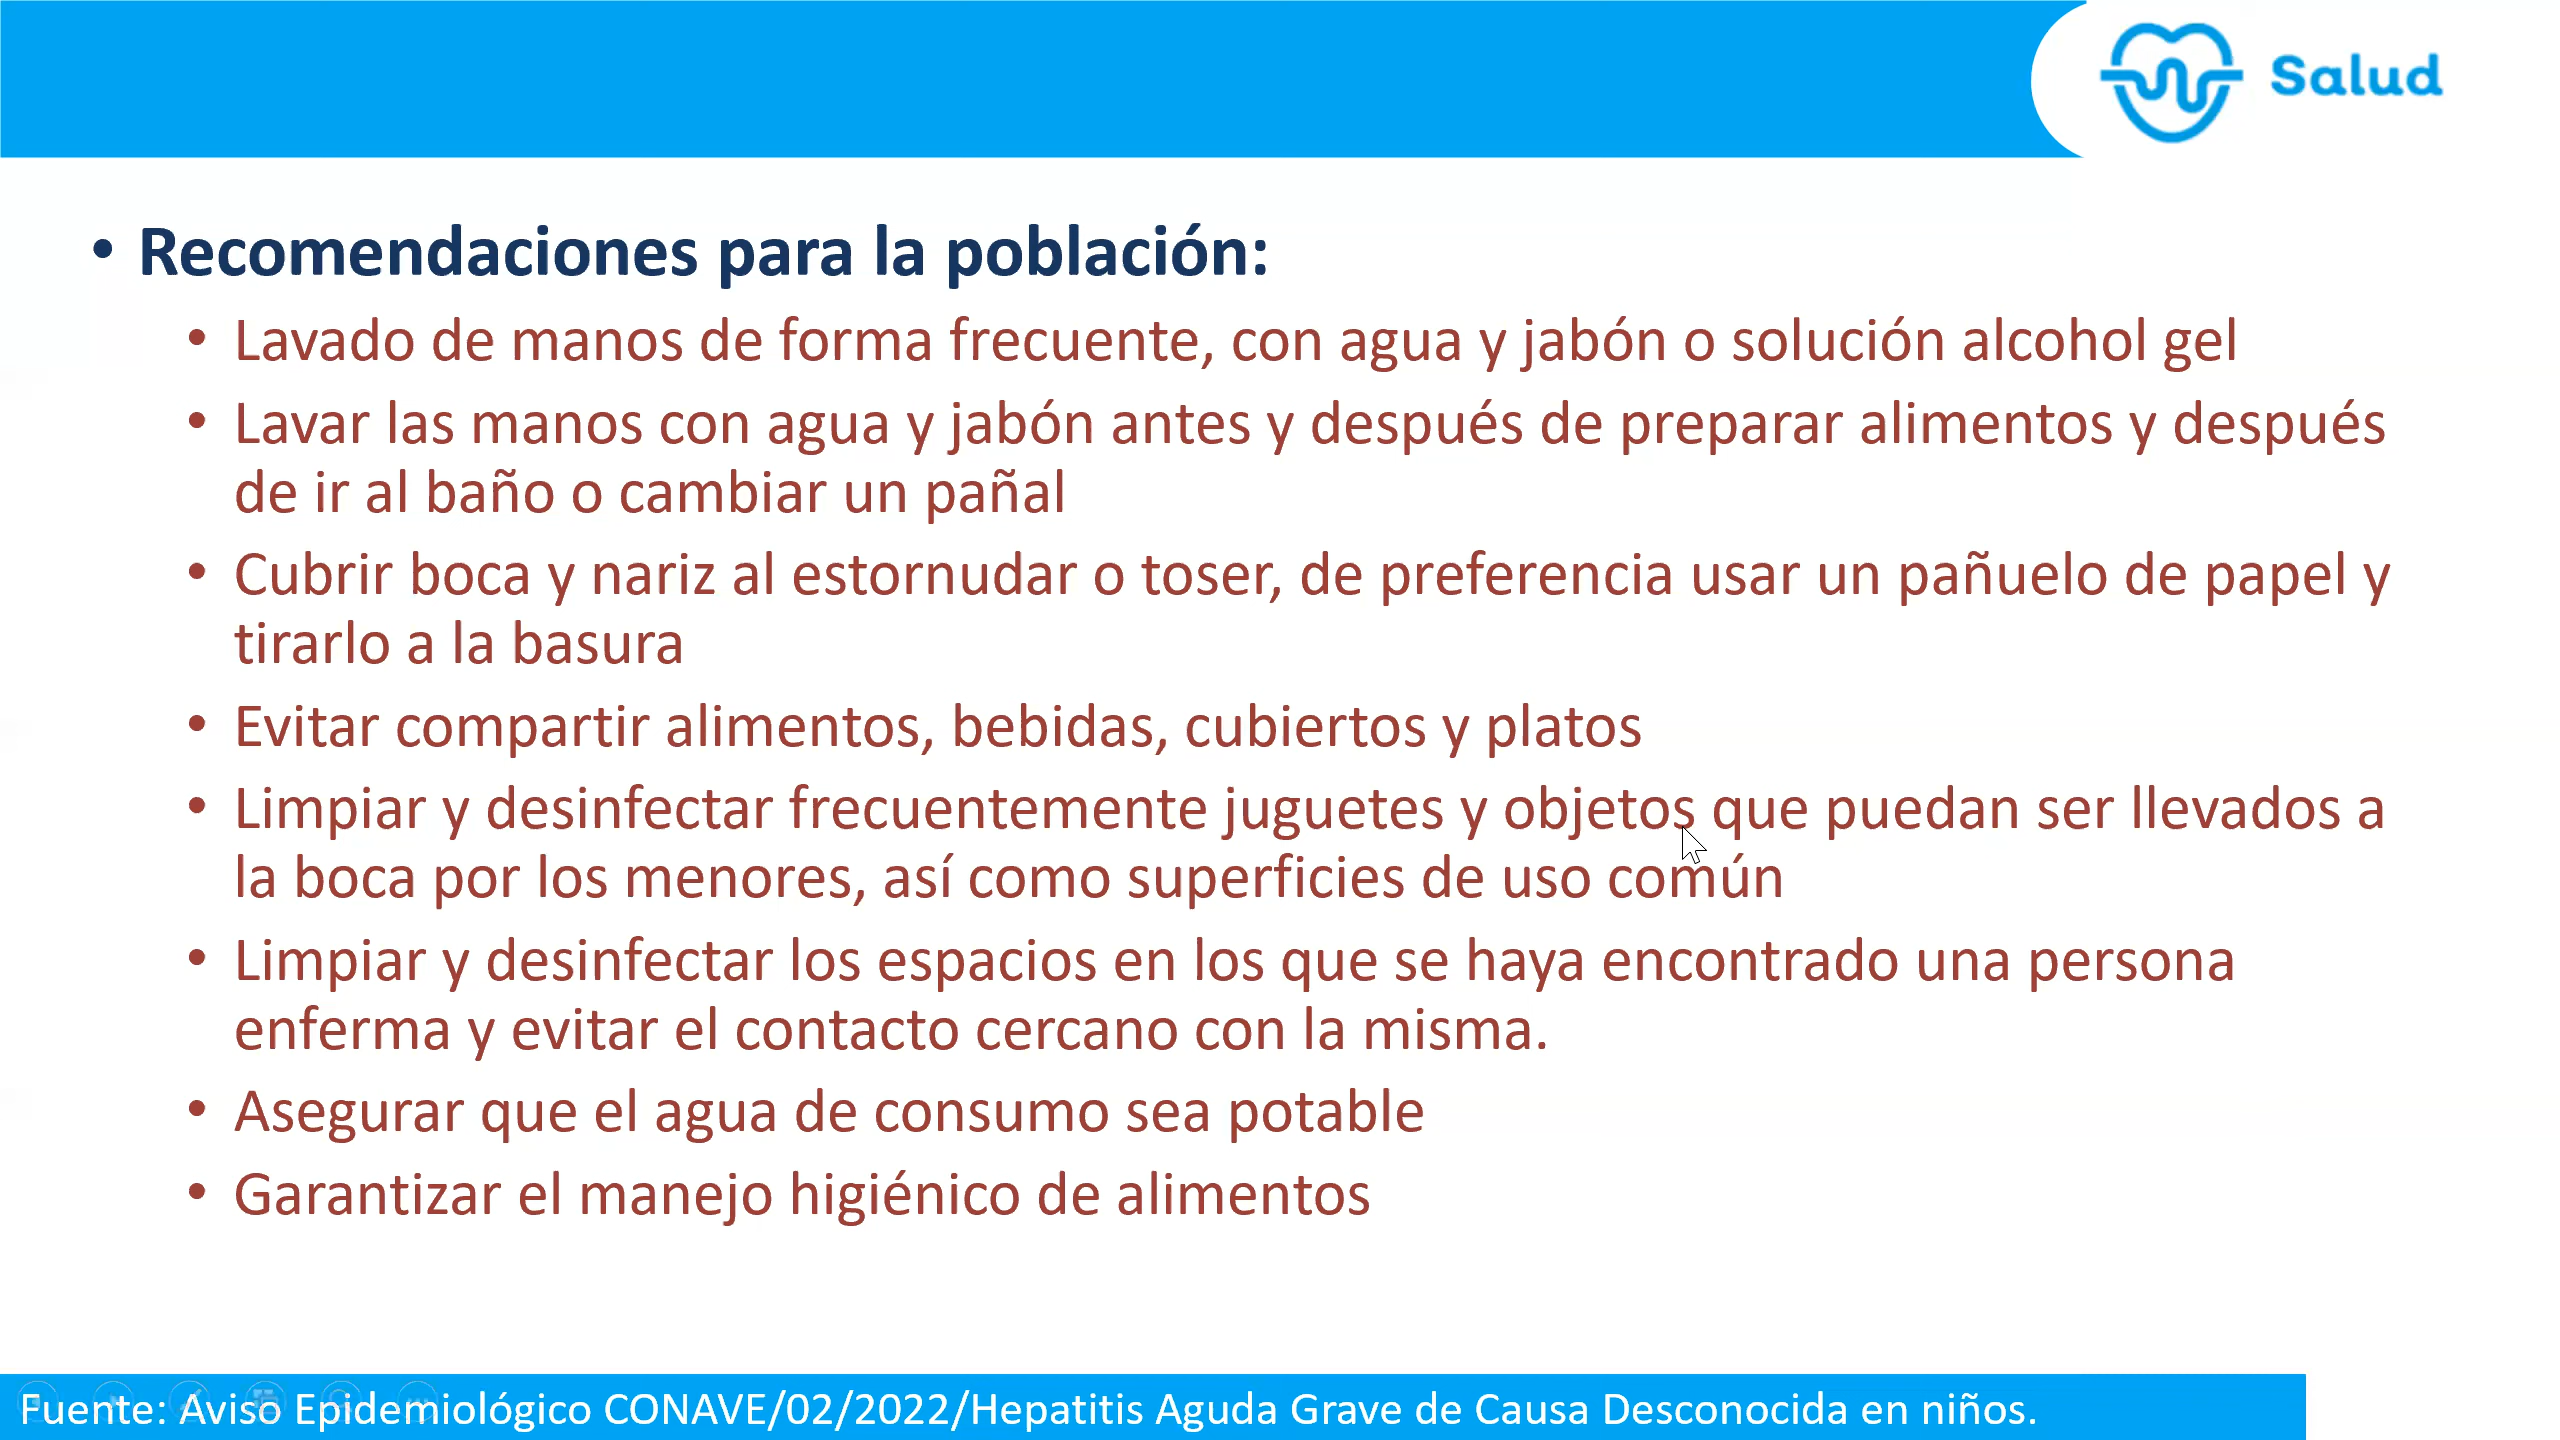 Salud
• Recomendaciones para la población:
• Lavado de manos de forma frecuente, con agua y jabón o solución alcohol gel
• Lavar las manos con agua y jabón antes y después de preparar alimentos y después
de ir al baño o cambiar un pañal
• Cubrir boca y nariz al estornudar o toser, de preferencia usar un pañuelo de papel y
tirarlo a la basura
• Evitar compartir alimentos, bebidas, cubiertos y platos
• Limpiar y desinfectar frecuentemente juguetes y objetos que puedan ser llevados a
la boca por los menores, así como superficies de uso común
• Limpiar y desinfectar los espacios en los que se haya encontrado una persona
enferma y evitar el contacto cercano con la misma.
• Asegurar que el agua de consumo sea potable
• Garantizar el manejo higiénico de alimentos
Fuente: Aviso Epidemiológico CONAVE/02/2022/Hepatitis Aguda Grave de Causa Desconocida en niños.